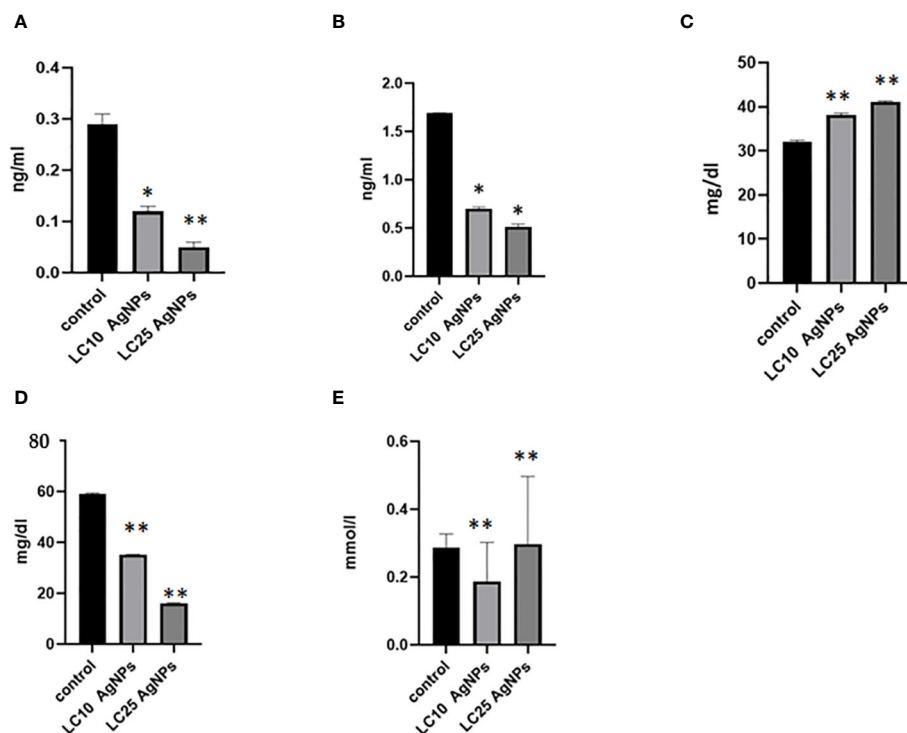 A
0.4
0.3
0.2
0.1
0.0
ng/ml
*
**
control
LC10 AgNPs
LC25 AgNPs
B
2.0
1.5
1.0
0.5
0.0
ng/ml
*
*
control
LC10 AgNPs
LC25 AgNPs
C
50
40
30
20
10
0
mg/dl
**
**
control
LC10 AgNPs
LC25 AgNPs
D
80
60
40
20
0
mg/dl
**
**
control
LC10 AgNPs
LC25 AgNPs
E
0.6
0.4
0.2
0.0
mmol/l
**
**
control
LC10 AgNPs
LC25 AgNPs